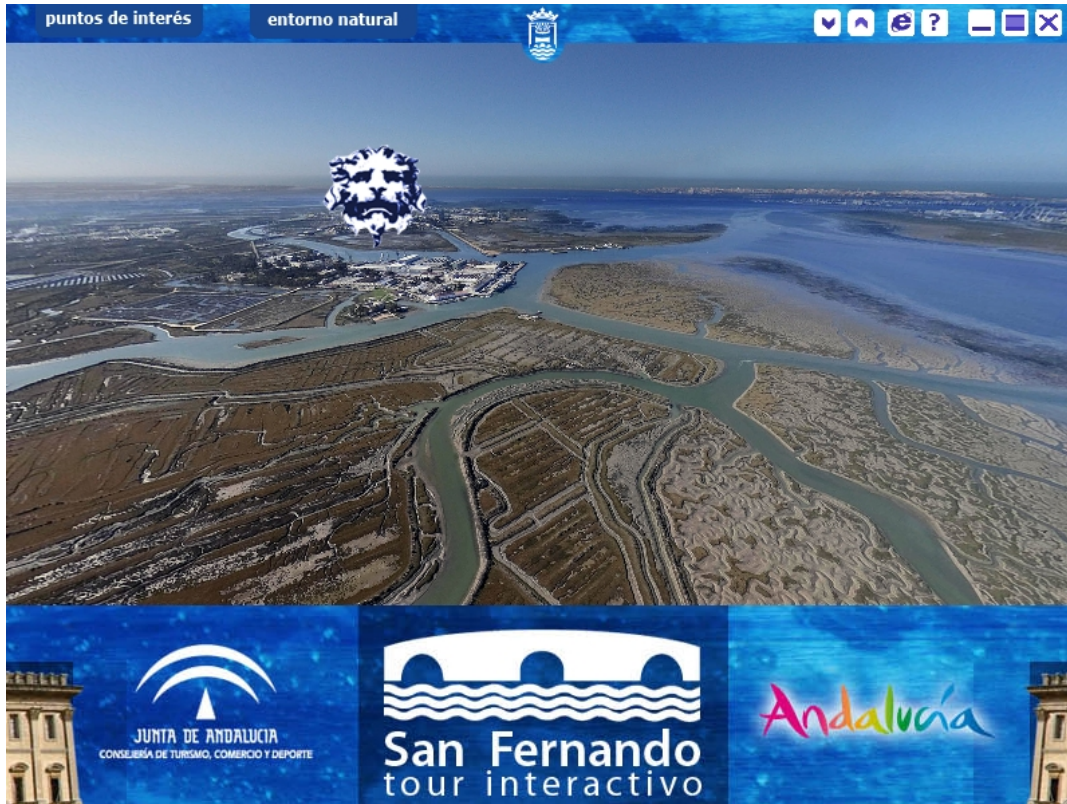 puntos de interés
entorno natural
?
JUNTA DE ANDALUCIA
CONSEJERÍA DE TURISMO, COMERCIO Y DEPORTE
San Fernando
tour interactivo
Andalucía